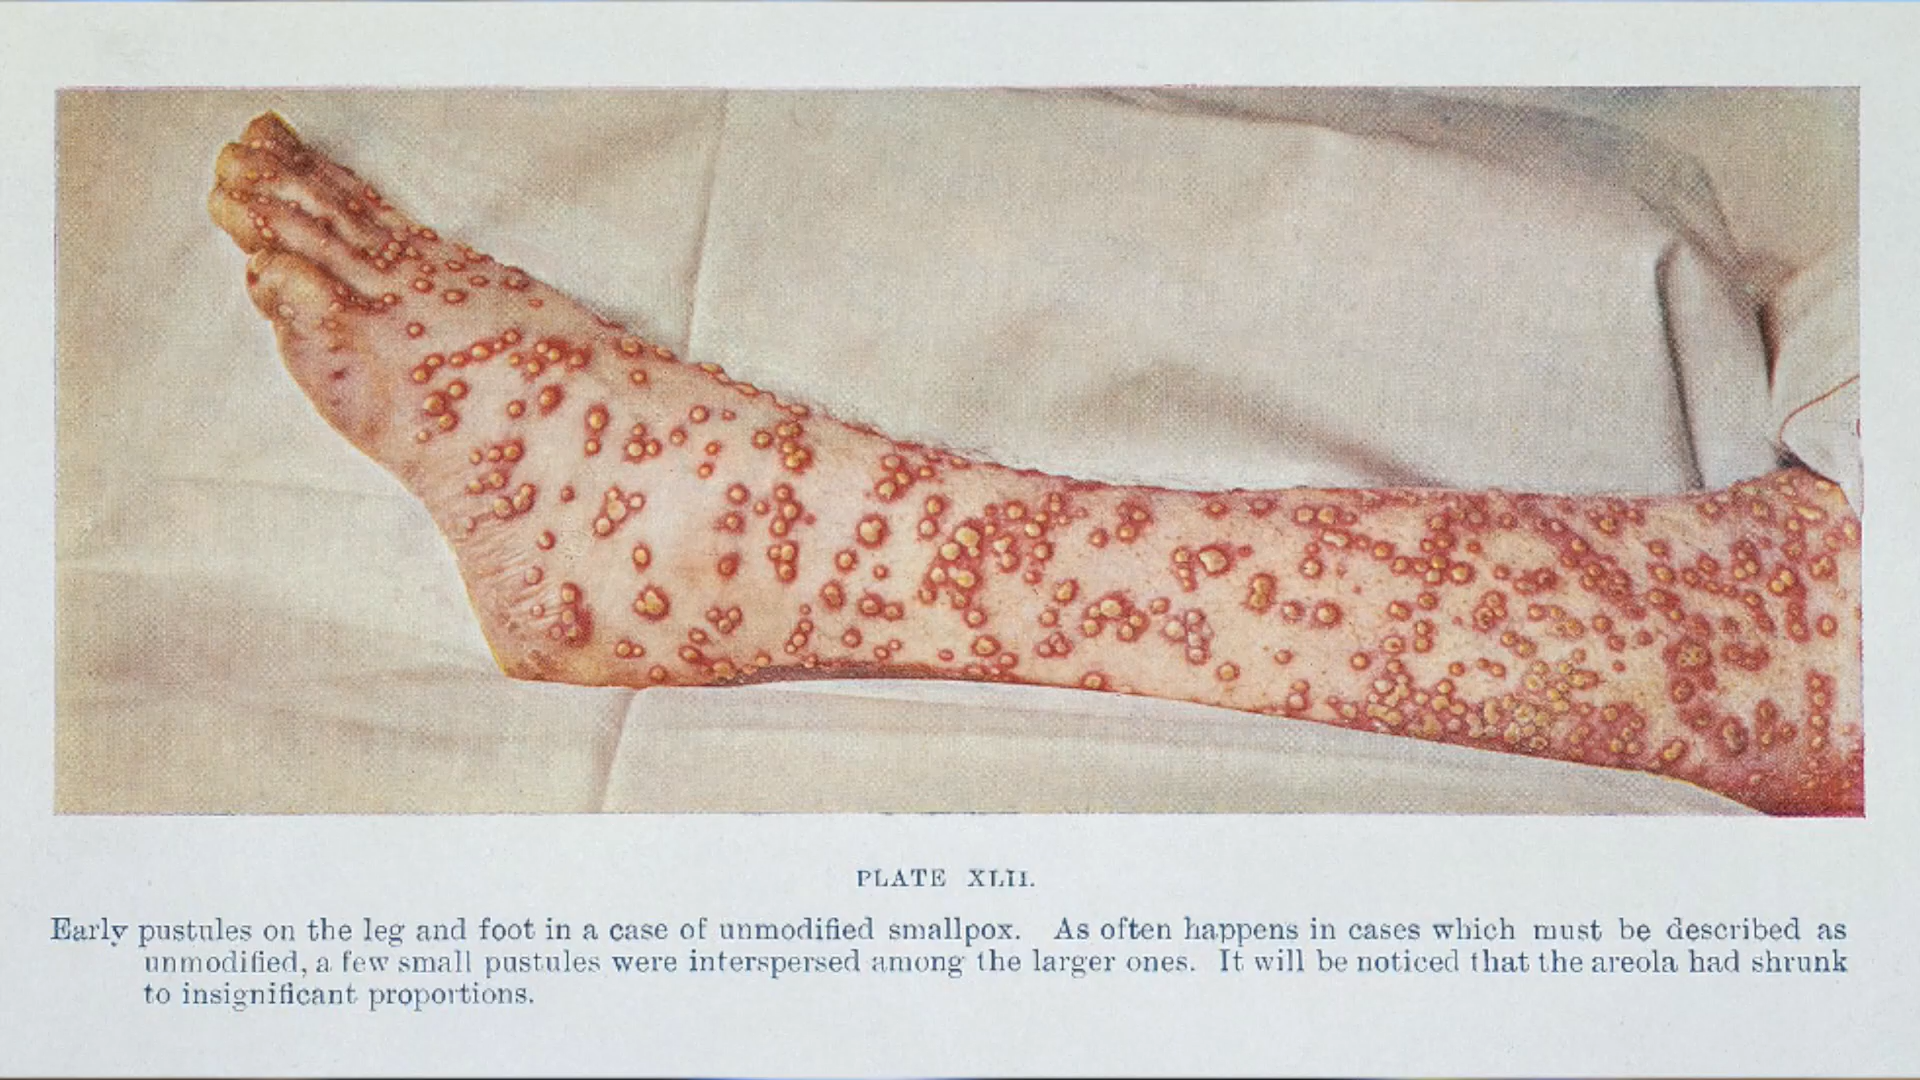 PLATE XLII.
Early pustules on the leg and foot in a case of unmodified smallpox. As often happens in cases which must be described as
unmodified, a few small pustules were interspersed among the larger ones. It will be noticed that the areola had shrunk
to insignificant proportions.